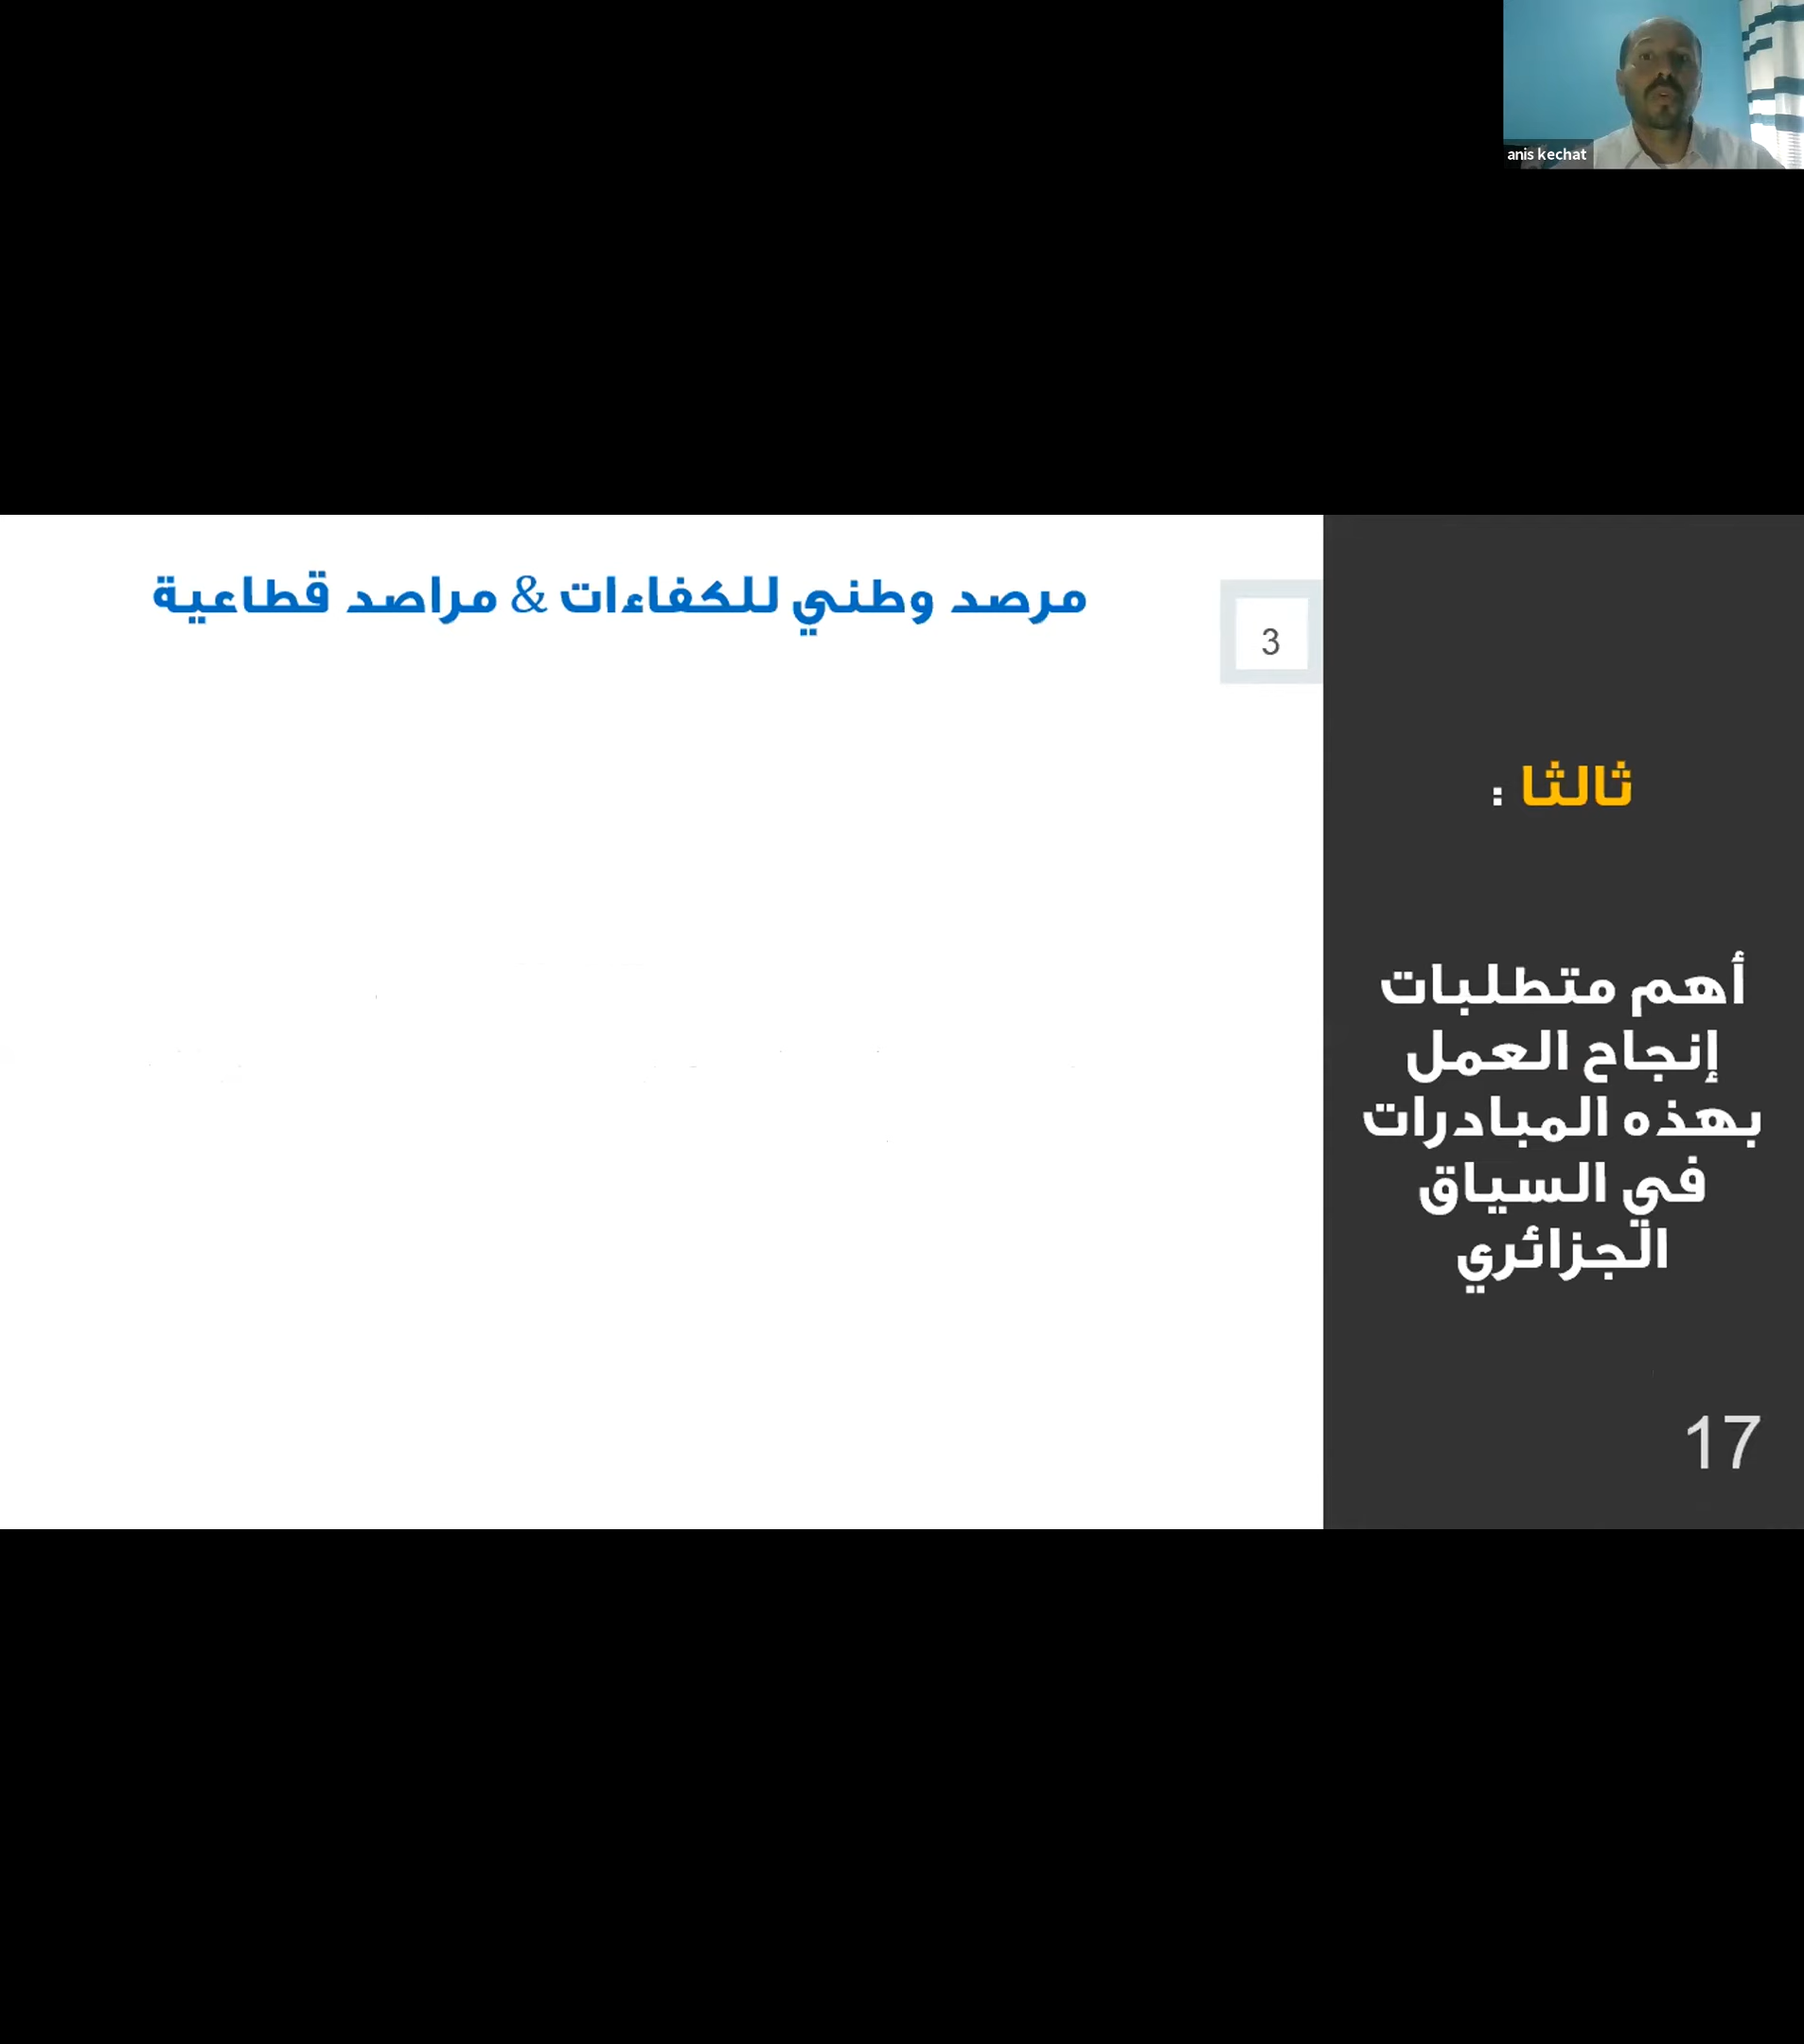 anis kechat
مرصد وطني للكفاءات & مراصد قطاعية
3
ثالثا :
أهم متطلبات
إنجاح العمل
بهذه المبادرات
في السياق
الجزائري
17